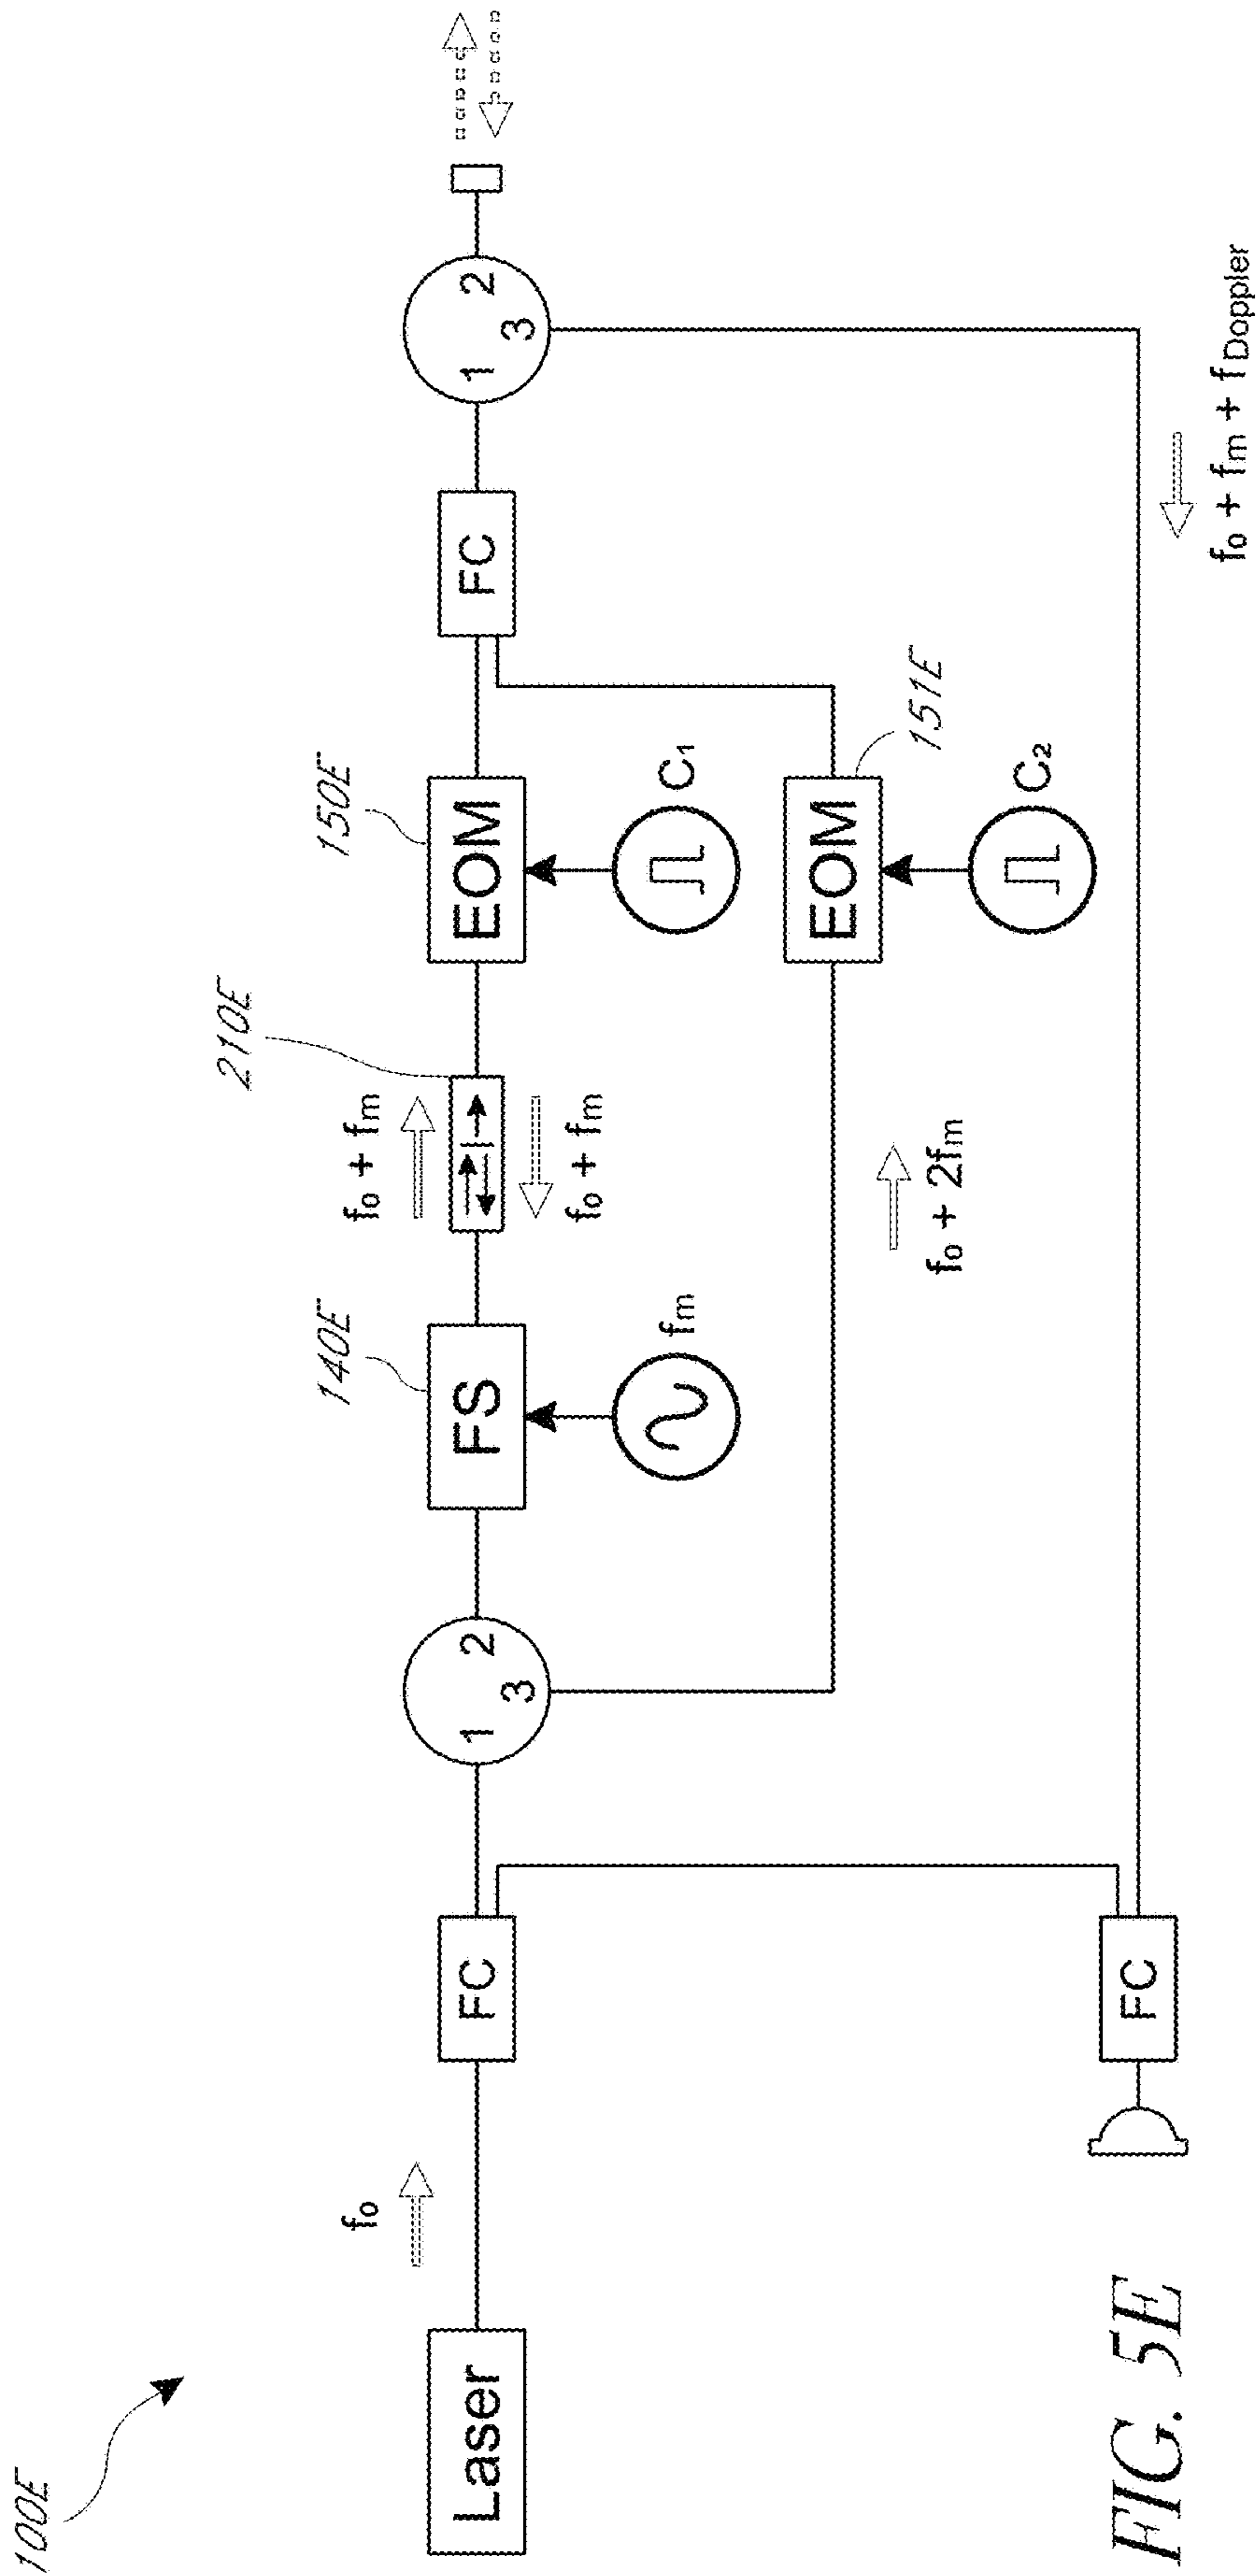 100E
Laser
f₀
FC
1
2
3
140E
FS
fm
f₀ + fm
210E
f₀ + fm
150E
EOM
C₁
f₀ + 2fm
151E
EOM
C₂
FC
1
2
3
f₀ + fm + fDoppler
FC
FIG. 5E